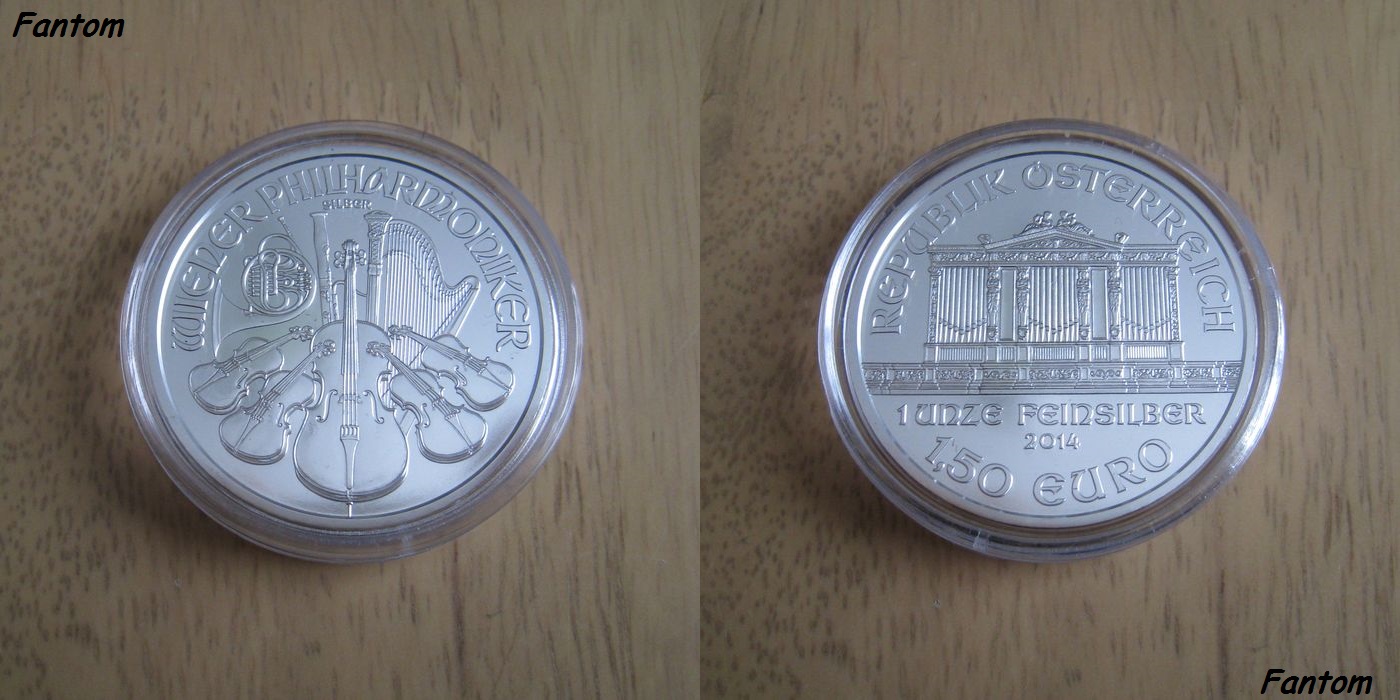 Fantom
WIENER PHILHARMONIKER
SILBER
REPUBLIK ÖSTERREICH
1 UNZE FEINSILBER
2014
1,50 EURO
Fantom